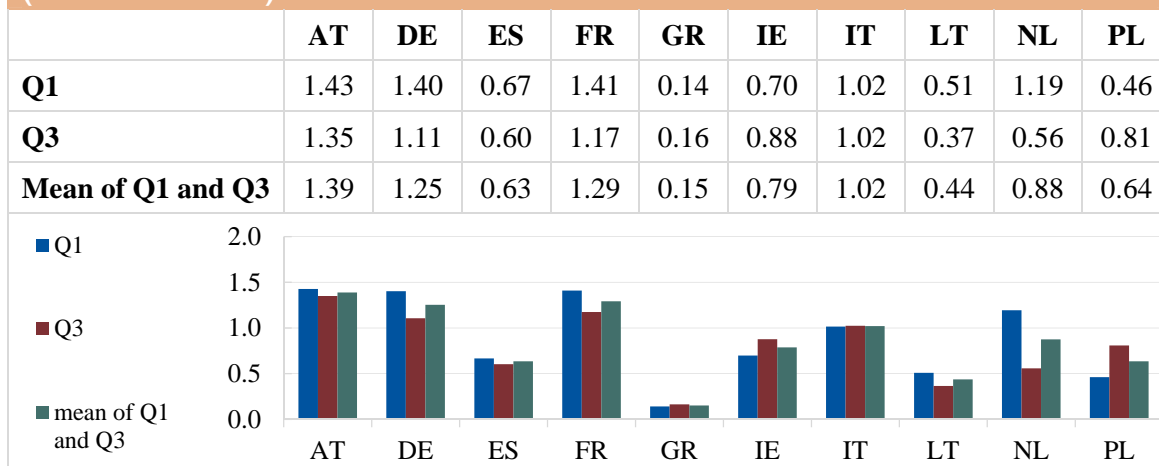 AT DE ES FR GR IE IT LT NL PL
Q1 1.43 1.40 0.67 1.41 0.14 0.70 1.02 0.51 1.19 0.46
Q3 1.35 1.11 0.60 1.17 0.16 0.88 1.02 0.37 0.56 0.81
Mean of Q1 and Q3 1.39 1.25 0.63 1.29 0.15 0.79 1.02 0.44 0.88 0.64
Q1
Q3
mean of Q1
and Q3
2.0
1.5
1.0
0.5
0.0
AT DE ES FR GR IE IT LT NL PL